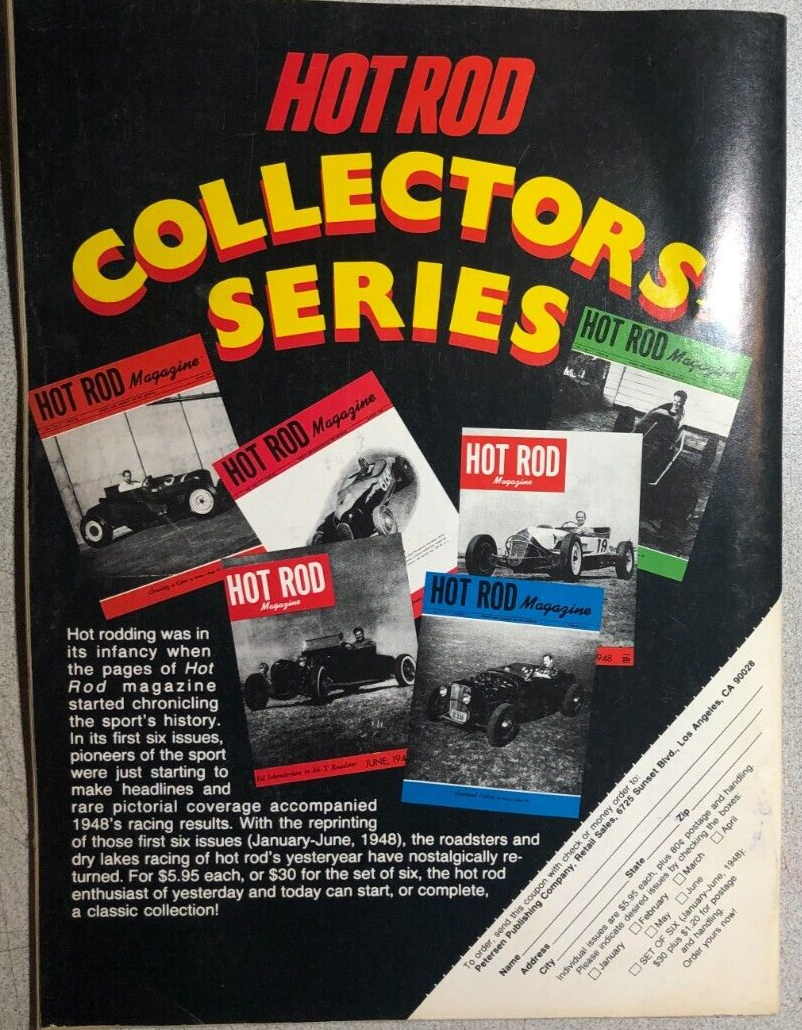 HOT ROD
COLLECTORS
SERIES
HOT ROD Magazine
HOT ROD Magazine
HOT ROD Magazine
HOT ROD
Magazine
19
HOT ROD
Magazine
JUNE, 194
HOT ROD Magazine
948
Hot rodding was in
its infancy when
the pages of Hot
Rod magazine
started chronicling
the sport's history.
In its first six issues,
pioneers of the sport
were just starting to
make headlines and
rare pictorial coverage accompanied
1948's racing results. With the reprinting
of those first six issues (January-June, 1948), the roadsters and
dry lakes racing of hot rod's yesteryear have nostalgically re-
turned. For $5.95 each, or $30 for the set of six, the hot rod
enthusiast of yesterday and today can start, or complete,
a classic collection!
To order, send this coupon with check or money order to:
Petersen Publishing Company, Retail Sales, 6725 Sunset Blvd., Los Angeles, CA 90028
Name
Address
City State Zip
Individual issues are $5.95 each, plus 80¢ postage and handling.
Please indicate desired issues by checking the boxes:
January February March April
May June
SET OF SIX (January-June, 1948):
$30 plus $1.20 for postage
and handling.
Order yours now!